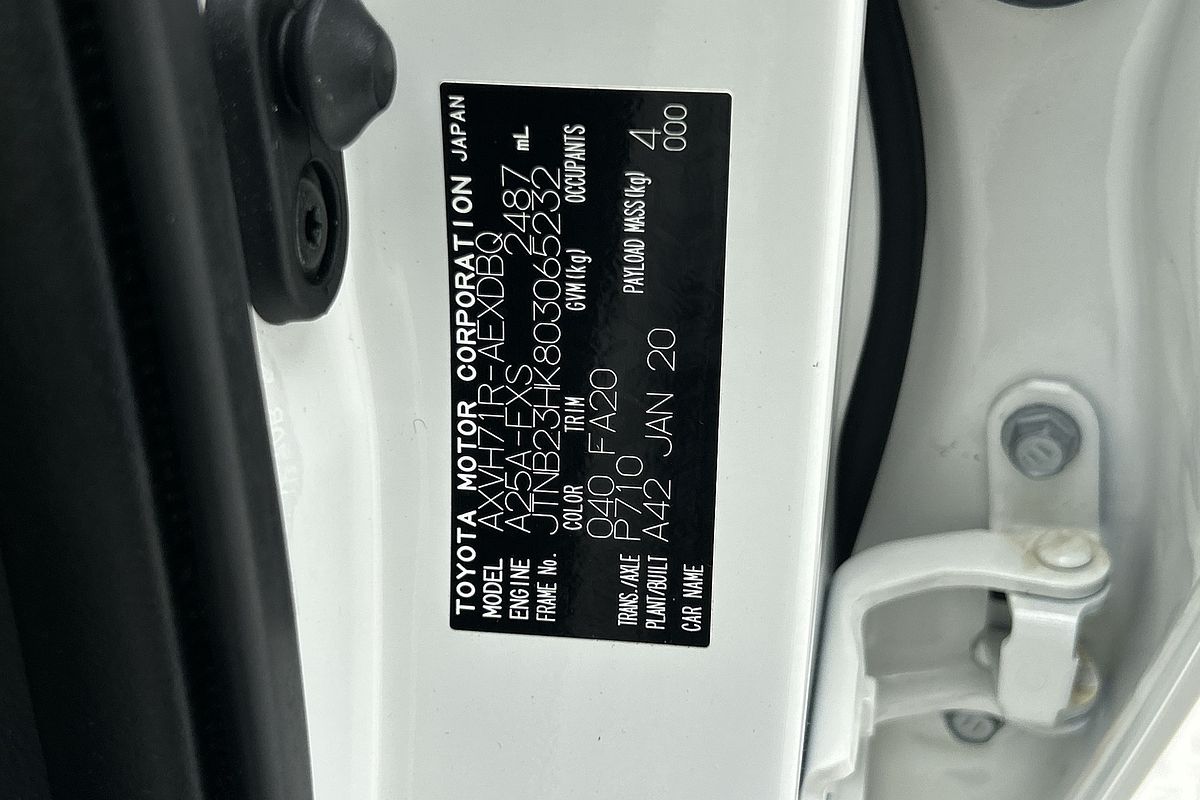 TOYOTA MOTOR CORPORATION JAPAN
MODEL AXVH71R-AEXDBQ
ENGINE A25A-FXS 2487 mL
FRAME No. JTNB23HK803065232
COLOR TRIM GVM(kg) OCCUPANTS
040 FA20 4
TRANS./AXLE P710 PAYLOAD MASS(kg) 000
PLANT/BUILT A42 JAN 20
CAR NAME